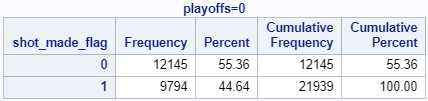 playoffs=0
shot_made_flag Frequency Percent Cumulative Frequency Cumulative Percent
0 12145 55.36 12145 55.36
1 9794 44.64 21939 100.00